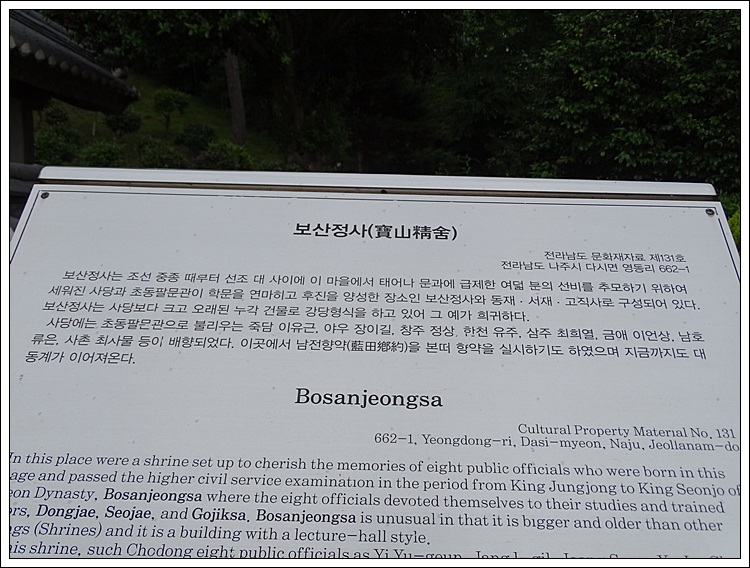 보산정사(寶山精舍)
전라남도 문화재자료 제131호
전라남도 나주시 다시면 영동리 662-1
보산정사는 조선 중종 때부터 선조 대 사이에 이 마을에서 태어나 문과에 급제한 여덟 분의 선비를 추모하기 위하여
세워진 사당과 초동팔문관이 학문을 연마히고 후진을 양성한 장소인 보산정사와 동재 · 서재 · 고직사로 구성되어 있다.
보산정사는 사당보다 크고 오래된 누각 건물로 강당형식을 하고 있어 그 예가 희귀하다.
사당에는 초동팔문관으로 불리우는 죽담 이유근, 야우 장이길, 창주 정상, 한천 유주, 삼주 최희열, 금애 이언상, 남호
류은, 사촌 최사물 등이 배향되었다. 이곳에서 남전향약(藍田鄕約)을 본떠 향약을 실시하기도 하였으며 지금까지도 대
동계가 이어져온다.
Bosanjeongsa
Cultural Property Material No. 131
662-1, Yeongdong-ri, Dasi-myeon, Naju, Jeollanam-do
In this place were a shrine set up to cherish the memories of eight public officials who were born in this
age and passed the higher civil service examination in the period from King Jungjong to King Seonjo of
eon Dynasty, Bosanjeongsa where the eight officials devoted themselves to their studies and trained
ors, Dongjae, Seojae, and Gojiksa. Bosanjeongsa is unusual in that it is bigger and older than other
ngs (Shrines) and it is a building with a lecture-hall style.
his shrine, such Chodong eight public officials as Yi Yu-geun,